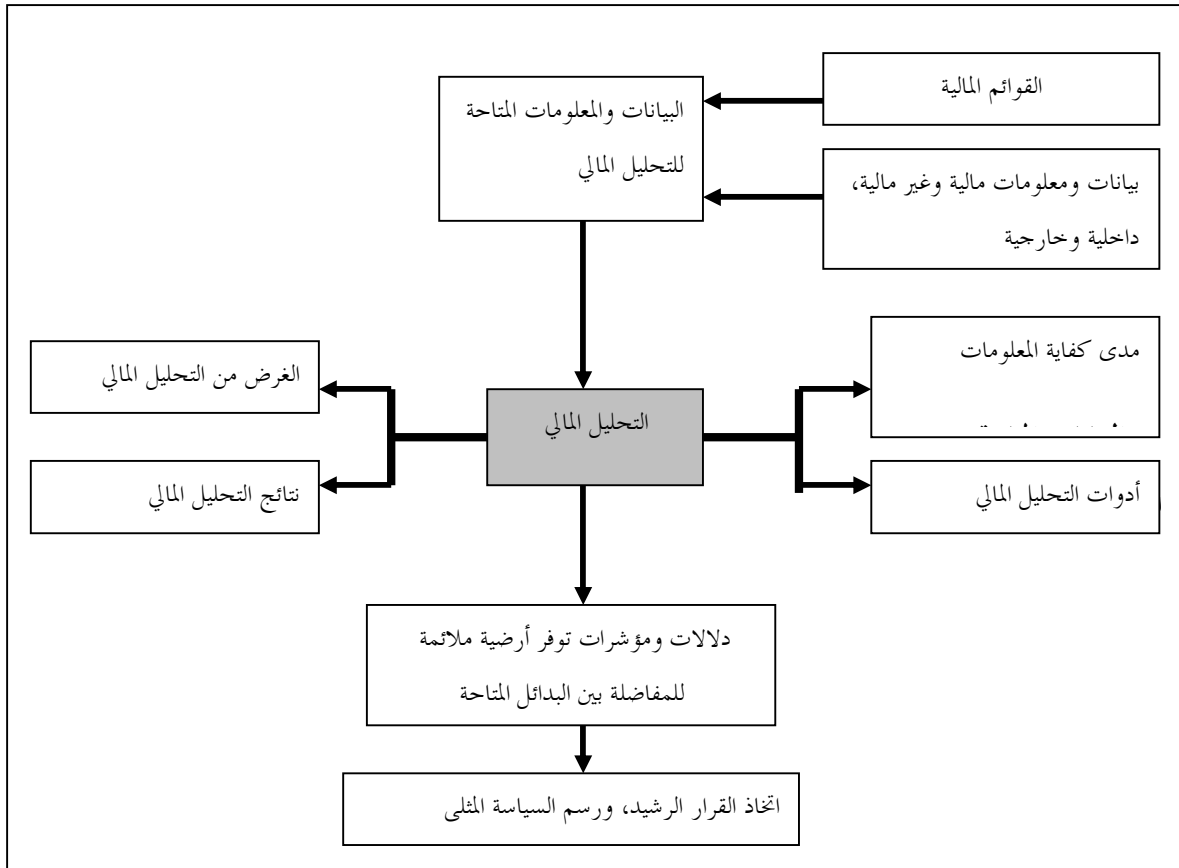 القوائم المالية
البيانات والمعلومات المتاحة
للتحليل المالي
بيانات ومعلومات مالية وغير مالية،
داخلية وخارجية
مدى كفاية المعلومات
الغرض من التحليل المالي
التحليل المالي
أدوات التحليل المالي
نتائج التحليل المالي
دلالات ومؤشرات توفر أرضية ملائمة
للمفاضلة بين البدائل المتاحة
اتخاذ القرار الرشيد، ورسم السياسة المثلى